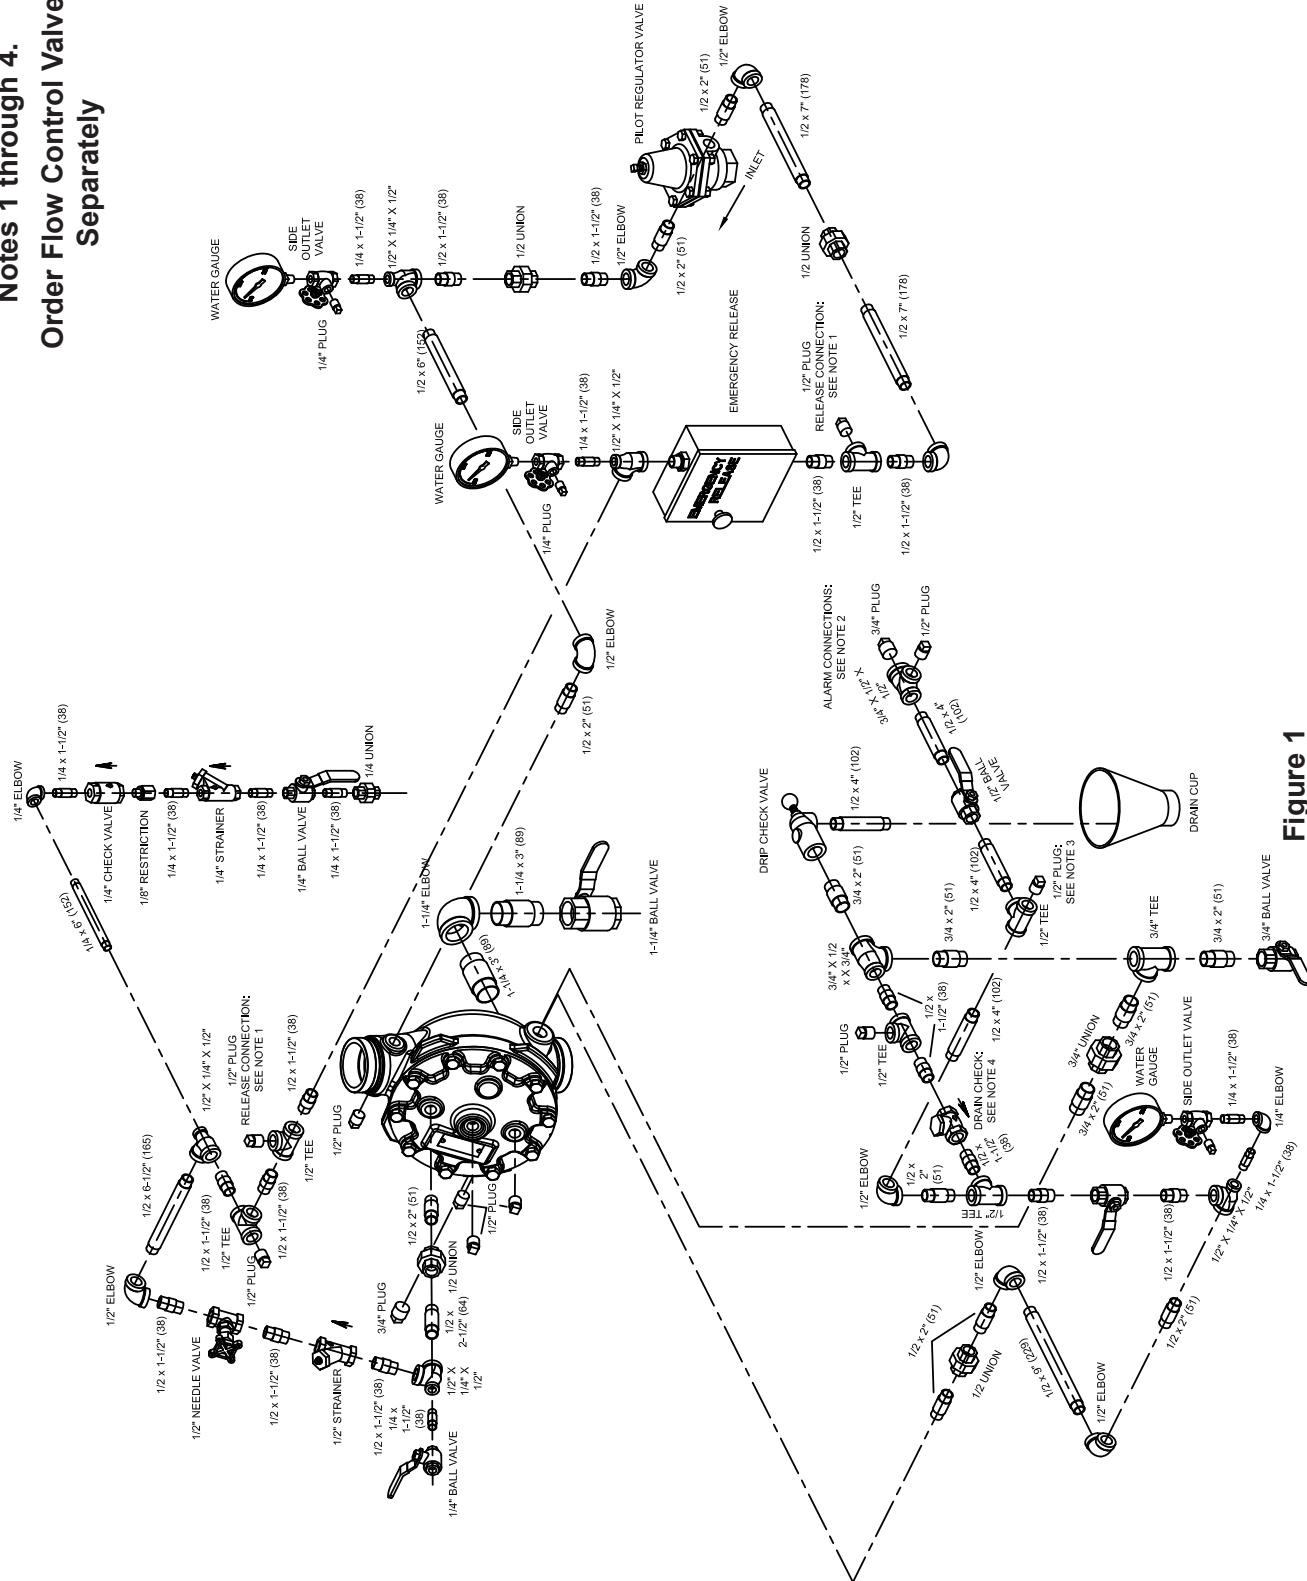 Notes 1 through 4.
Order Flow Control Valve
Separately
WATER GAUGE
SIDE
OUTLET
VALVE
1/4" PLUG
1/4 x 1-1/2" (38)
1/2" X 1/4" X 1/2"
1/2 x 1-1/2" (38)
1/2 UNION
1/2 x 1-1/2" (38)
1/2" ELBOW
1/2 x 2" (51)
PILOT REGULATOR VALVE
1/2 x 2" (51)
1/2" ELBOW
INLET
1/2 x 7" (178)
1/2 UNION
1/2 x 7" (178)
1/2 x 6" (152)
WATER GAUGE
SIDE
OUTLET
VALVE
1/4" PLUG
1/4 x 1-1/2" (38)
1/2" X 1/4" X 1/2"
EMERGENCY RELEASE
EMERGENCY
RELEASE
1/2" PLUG
RELEASE CONNECTION:
SEE NOTE 1
1/2 x 1-1/2" (38)
1/2" TEE
1/2 x 1-1/2" (38)
1/2" ELBOW
1/2 x 2" (51)
1/4" ELBOW
1/4 x 1-1/2" (38)
1/4" CHECK VALVE
1/8" RESTRICTION
1/4 x 1-1/2" (38)
1/4" STRAINER
1/4 x 1-1/2" (38)
1/4" BALL VALVE
1/4 x 1-1/2" (38)
1/4 UNION
1/4 x 6" (152)
1-1/4" ELBOW
1-1/4 x 3" (89)
1-1/4 x 3" (89)
1-1/4" BALL VALVE
1/2" X 1/4" X 1/2"
1/2" PLUG
RELEASE CONNECTION:
SEE NOTE 1
1/2 x 1-1/2" (38)
1/2" TEE
1/2" PLUG
1/2 x 6-1/2" (165)
1/2 x 1-1/2" (38)
1/2" TEE
1/2" PLUG
1/2 x 1-1/2" (38)
1/2" ELBOW
1/2 x 1-1/2" (38)
1/2" NEEDLE VALVE
1/2 x 1-1/2" (38)
1/2" STRAINER
1/2 x 1-1/2" (38)
1/4 x
1-1/2"
(38)
1/4" BALL VALVE
1/2" X
1/4" X
1/2"
1/2 x
2-1/2" (64)
1/2 UNION
3/4" PLUG
1/2 x 2" (51)
1/2" PLUG
ALARM CONNECTIONS:
SEE NOTE 2
3/4" PLUG
1/2" PLUG
3/4" X 1/2" X
1/2"
1/2 x 4"
(102)
1/2" BALL
VALVE
1/2 x 4" (102)
DRIP CHECK VALVE
1/2 x 4" (102)
3/4 x 2" (51)
DRAIN CUP
1/2" PLUG:
SEE NOTE 3
1/2" TEE
3/4" X 1/2
x X 3/4"
3/4 x 2" (51)
3/4" TEE
3/4 x 2" (51)
3/4" BALL VALVE
1/2 x
1-1/2" (38)
1/2" PLUG
1/2" TEE
1/2 x 4" (102)
DRAIN CHECK:
SEE NOTE 4
1/2 x
1-1/2"
(38)
3/4 x 2" (51)
3/4" UNION
3/4 x 2" (51)
WATER
GAUGE
SIDE OUTLET VALVE
1/4 x 1-1/2" (38)
1/4" ELBOW
1/4 x 1-1/2" (38)
1/2" X 1/4" X 1/2"
1/2" ELBOW
1/2 x
2"
(51)
1/2" TEE
1/2 x 1-1/2" (38)
1/2 x 1-1/2" (38)
1/2 x 2" (51)
1/2" ELBOW
1/2 x 2" (51)
1/2 UNION
1/2 x 9" (229)
1/2" ELBOW
Figure 1